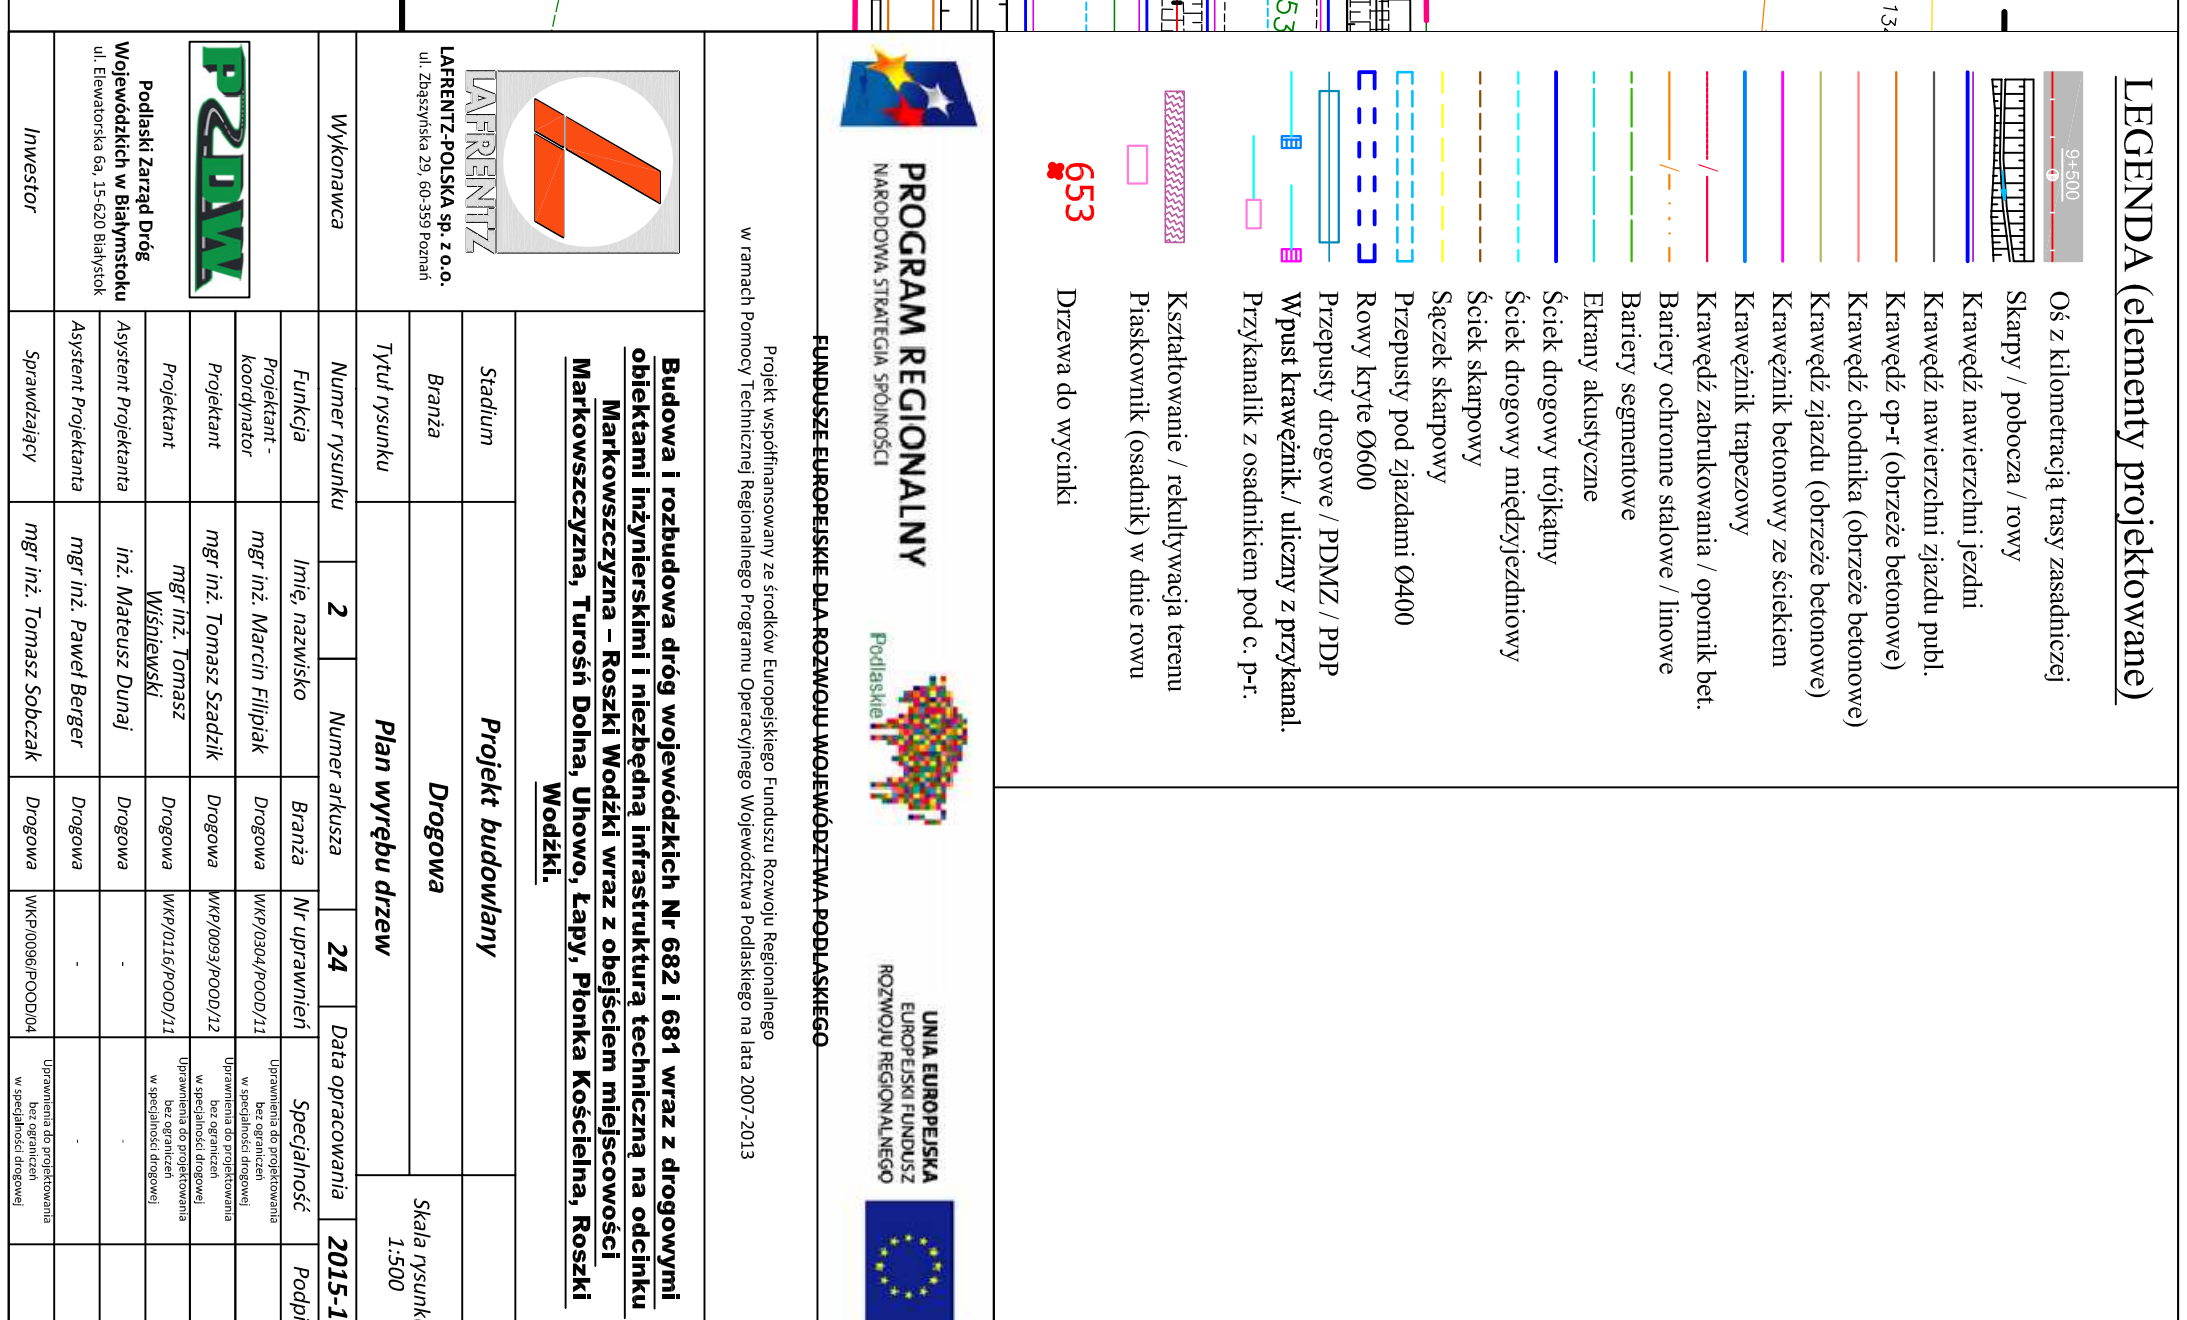 LEGENDA (elementy projektowane)
9+500
Oś z kilometracją trasy zasadniczej
Skarpy / pobocza / rowy
Krawędź nawierzchni jezdni
Krawędź nawierzchni zjazdu publ.
Krawędź cp-r (obrzeże betonowe)
Krawędź chodnika (obrzeże betonowe)
Krawędź zjazdu (obrzeże betonowe)
Krawężnik betonowy ze ściekiem
Krawężnik trapezowy
Krawędź zabrukowania / opornik bet.
Bariery ochronne stalowe / linowe
Bariery segmentowe
Ekrany akustyczne
Ściek drogowy trójkątny
Ściek drogowy międzyjezdniowy
Ściek skarpowy
Sączek skarpowy
Przepusty pod zjazdami Ø400
Rowy kryte Ø600
Przepusty drogowe / PDMZ / PDP
Wpust krawężnik./ uliczny z przykanal.
Przykanalik z osadnikiem pod c. p-r.
Kształtowanie / rekultywacja terenu
Piaskownik (osadnik) w dnie rowu
653 Drzewa do wycinki
53
PROGRAM REGIONALNY
NARODOWA STRATEGIA SPÓJNOŚCI
Podlaskie
UNIA EUROPEJSKA
EUROPEJSKI FUNDUSZ
ROZWOJU REGIONALNEGO
FUNDUSZE EUROPEJSKIE DLA ROZWOJU WOJEWÓDZTWA PODLASKIEGO
Projekt współfinansowany ze środków Europejskiego Funduszu Rozwoju Regionalnego
w ramach Pomocy Technicznej Regionalnego Programu Operacyjnego Województwa Podlaskiego na lata 2007-2013
LAFRENTZ
LAFRENTZ-POLSKA sp. z o.o.
ul. Zbąszyńska 29, 60-359 Poznań
Wykonawca
PZDW
Podlaski Zarząd Dróg
Wojewódzkich w Białymstoku
ul. Elewatorska 6a, 15-620 Białystok
Inwestor
Budowa i rozbudowa dróg wojewódzkich Nr 682 i 681 wraz z drogowymi
obiektami inżynierskimi i niezbędną infrastrukturą techniczną na odcinku
Markowszczyzna – Roszki Wodźki wraz z obejściem miejscowości
Markowszczyzna, Turośń Dolna, Uhowo, Łapy, Płonka Kościelna, Roszki
Wodźki.
Stadium Projekt budowlany
Branża Drogowa
Skala rysunk
1:500
Tytuł rysunku Plan wyrębu drzew
Numer rysunku 2 Numer arkusza 24 Data opracowania 2015-1
Funkcja Imię, nazwisko Branża Nr uprawnień Specjalność Podpi
Projektant - koordynator mgr inż. Marcin Filipiak Drogowa WKP/0304/POOD/11 Uprawnienia do projektowania bez ograniczeń w specjalności drogowej
Projektant mgr inż. Tomasz Szadzik Drogowa WKP/0093/POOD/12 Uprawnienia do projektowania bez ograniczeń w specjalności drogowej
Projektant mgr inż. Tomasz Wiśniewski Drogowa WKP/0116/POOD/11 Uprawnienia do projektowania bez ograniczeń w specjalności drogowej
Asystent Projektanta inż. Mateusz Dunaj Drogowa - -
Asystent Projektanta mgr inż. Paweł Berger Drogowa - -
Sprawdzający mgr inż. Tomasz Sobczak Drogowa WKP/0096/POOD/04 Uprawnienia do projektowania bez ograniczeń w specjalności drogowej